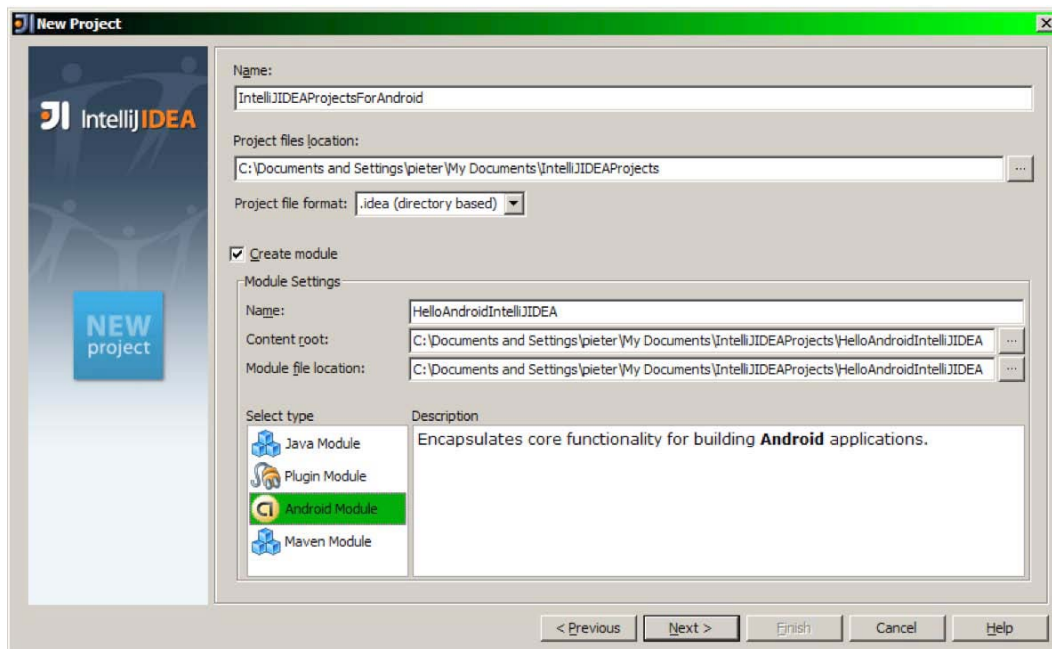 New Project
IntelliJIDEA
NEW
project
Name:
IntelliJIDEAProjectsForAndroid
Project files location:
C:\Documents and Settings\pieter\My Documents\IntelliJIDEAProjects
...
Project file format: .idea (directory based)
Create module
Module Settings
Name: HelloAndroidIntelliJIDEA
Content root: C:\Documents and Settings\pieter\My Documents\IntelliJIDEAProjects\HelloAndroidIntelliJIDEA ...
Module file location: C:\Documents and Settings\pieter\My Documents\IntelliJIDEAProjects\HelloAndroidIntelliJIDEA ...
Select type
Java Module
Plugin Module
Android Module
Maven Module
Description
Encapsulates core functionality for building Android applications.
< Previous Next > Finish Cancel Help